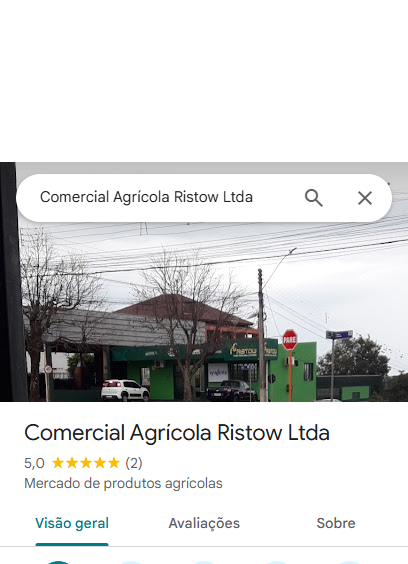 Comercial Agrícola Ristow Ltda
RISTOW
PARE
Comercial Agrícola Ristow Ltda
5,0 ★★★★★ (2)
Mercado de produtos agrícolas
Visão geral
Avaliações
Sobre